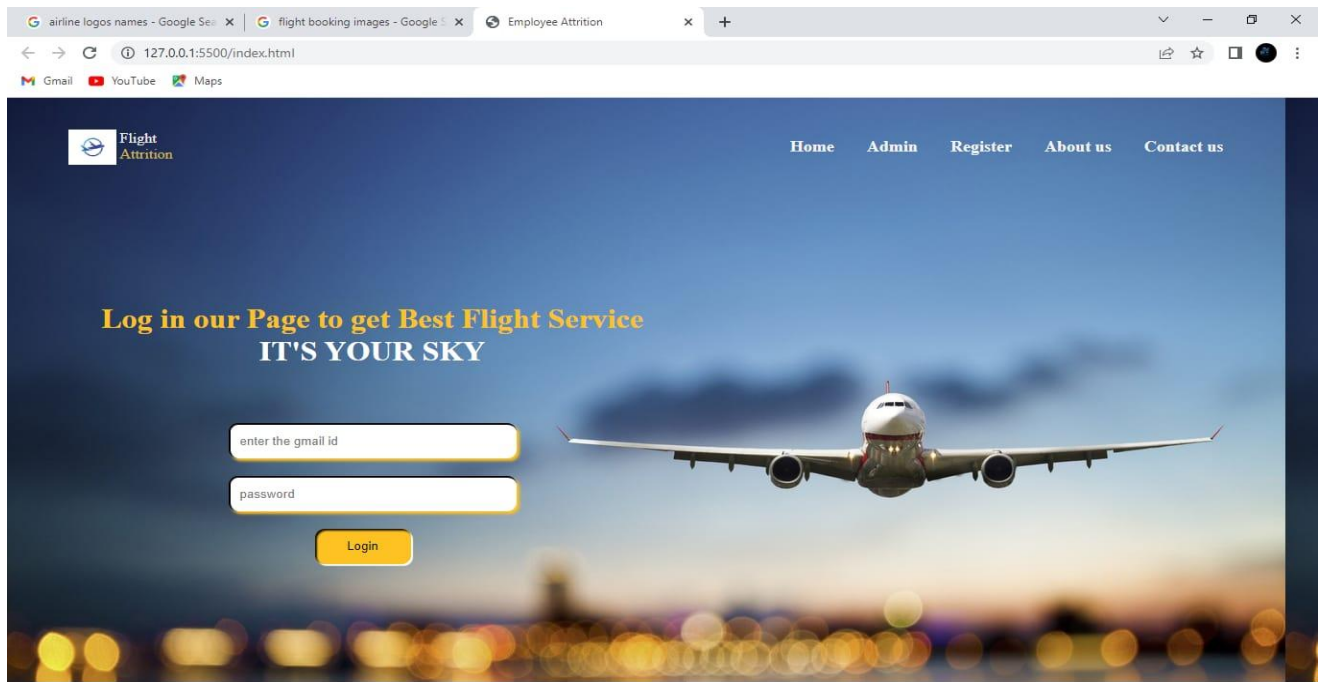 airline logos names - Google Sea
flight booking images - Google S
Employee Attrition
127.0.0.1:5500/index.html
Gmail YouTube Maps
Flight
Attrition
Home Admin Register About us Contact us
Log in our Page to get Best Flight Service
IT'S YOUR SKY
enter the gmail id
password
Login